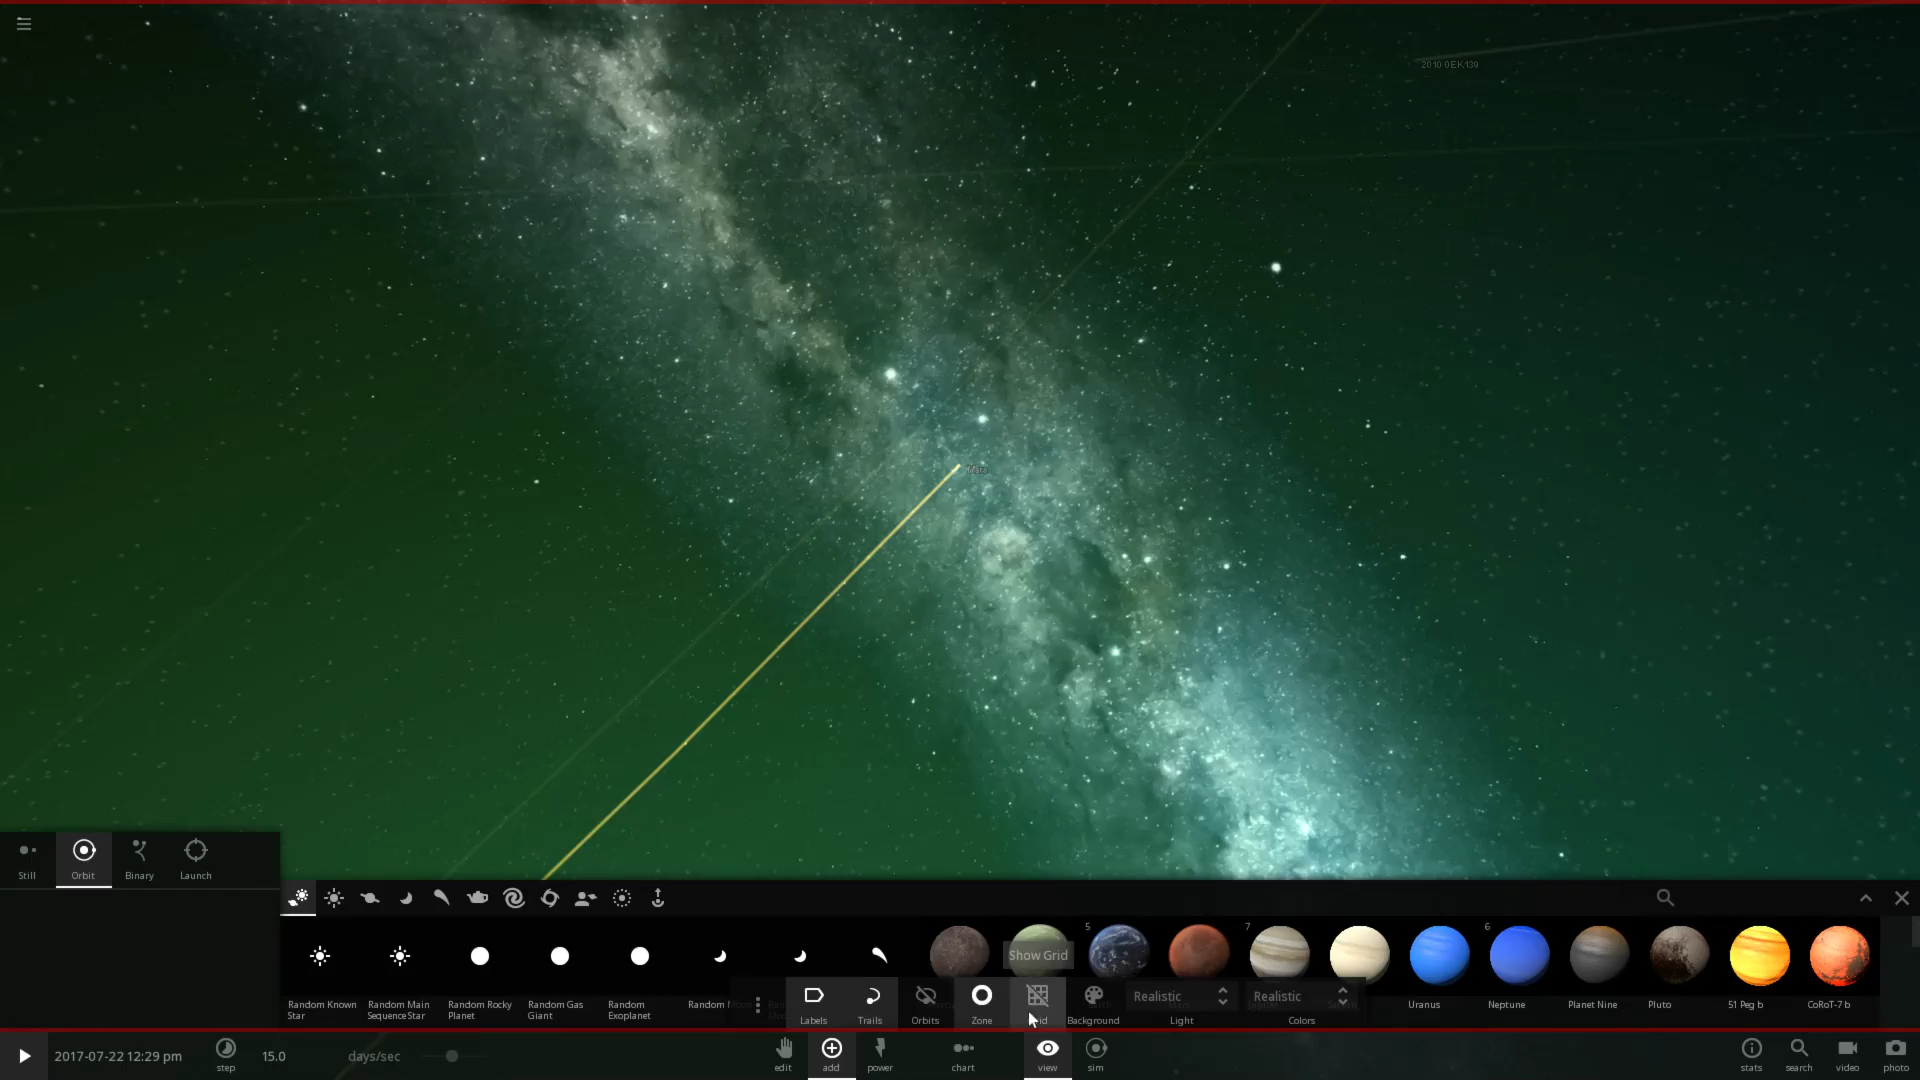 2010 0EK139
Mars
Still
Orbit
Binary
Launch
5
7
6
Show Grid
Random Known
Star
Random Main
Sequence Star
Random Rocky
Planet
Random Gas
Giant
Random
Exoplanet
Random
Uranus
Neptune
Planet Nine
Pluto
51 Peg b
CoRoT-7 b
Realistic
Realistic
Labels
Trails
Orbits
Zone
Background
Light
Colors
2017-07-22 12:29 pm
step
15.0
days/sec
edit
add
power
chart
view
sim
stats
search
video
photo